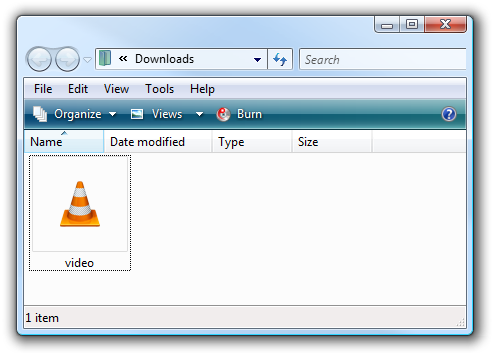 « Downloads
Search
File Edit View Tools Help
Organize Views Burn
Name Date modified Type Size
video
1 item